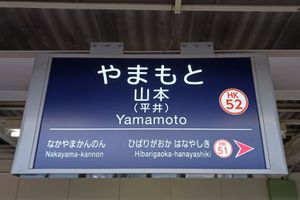 やまもと
山本
(平井)
Yamamoto
HK
52
なかやまかんのん
Nakayama-kannon
ひばりがおか はなやしき
Hibarigaoka-hanayashiki
HK
51